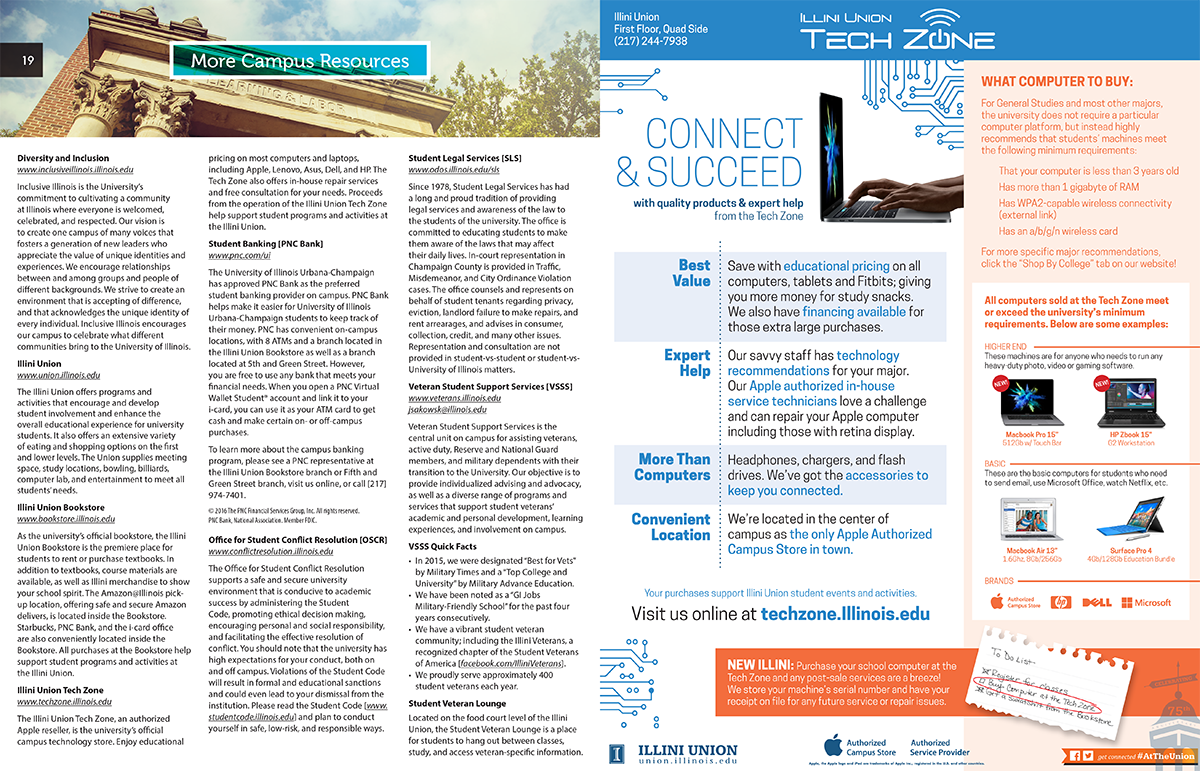 19
More Campus Resources
LEARNING & LABOR
Diversity and Inclusion
www.inclusiveillinois.illinois.edu
Inclusive Illinois is the University's
commitment to cultivating a community
at Illinois where everyone is welcomed,
celebrated, and respected. Our vision is
to create one campus of many voices that
fosters a generation of new leaders who
appreciate the value of unique identities and
experiences. We encourage relationships
between and among groups and people of
different backgrounds. We strive to create an
environment that is accepting of difference,
and that acknowledges the unique identity of
every individual. Inclusive Illinois encourages
our campus to celebrate what different
communities bring to the University of Illinois.
Illini Union
www.union.illinois.edu
The Illini Union offers programs and
activities that encourage and develop
student involvement and enhance the
overall educational experience for university
students. It also offers an extensive variety
of eating and shopping options on the first
and lower levels. The Union supplies meeting
space, study locations, bowling, billiards,
computer lab, and entertainment to meet all
students' needs.
Illini Union Bookstore
www.bookstore.illinois.edu
As the university's official bookstore, the Illini
Union Bookstore is the premiere place for
students to rent or purchase textbooks. In
addition to textbooks, course materials are
available, as well as Illini merchandise to show
your school spirit. The Amazon@Illinois pick-
up location, offering safe and secure Amazon
delivers, is located inside the Bookstore.
Starbucks, PNC Bank, and the i-card office
are also conveniently located inside the
Bookstore. All purchases at the Bookstore help
support student programs and activities at
the Illini Union.
Illini Union Tech Zone
www.techzone.illinois.edu
The Illini Union Tech Zone, an authorized
Apple reseller, is the university's official
campus technology store. Enjoy educational
pricing on most computers and laptops,
including Apple, Lenovo, Asus, Dell, and HP. The
Tech Zone also offers in-house repair services
and free consultation for your needs. Proceeds
from the operation of the Illini Union Tech Zone
help support student programs and activities at
the Illini Union.
Student Banking [PNC Bank]
www.pnc.com/ui
The University of Illinois Urbana-Champaign
has approved PNC Bank as the preferred
student banking provider on campus. PNC Bank
helps make it easier for University of Illinois
Urbana-Champaign students to keep track of
their money. PNC has convenient on-campus
locations, with 8 ATMs and a branch located in
the Illini Union Bookstore as well as a branch
located at 5th and Green Street. However,
you are free to use any bank that meets your
financial needs. When you open a PNC Virtual
Wallet Student® account and link it to your
i-card, you can use it as your ATM card to get
cash and make certain on- or off-campus
purchases.
To learn more about the campus banking
program, please see a PNC representative at
the Illini Union Bookstore branch or Fifth and
Green Street branch, visit us online, or call [217]
974-7401.
© 2016 The PNC Financial Services Group, Inc. All rights reserved.
PNC Bank, National Association. Member FDIC.
Office for Student Conflict Resolution [OSCR]
www.conflictresolution.illinois.edu
The Office for Student Conflict Resolution
supports a safe and secure university
environment that is conducive to academic
success by administering the Student
Code, promoting ethical decision making,
encouraging personal and social responsibility,
and facilitating the effective resolution of
conflict. You should note that the university has
high expectations for your conduct, both on
and off campus. Violations of the Student Code
will result in formal and educational sanctions
and could even lead to your dismissal from the
institution. Please read the Student Code [www.
studentcode.illinois.edu] and plan to conduct
yourself in safe, low-risk, and responsible ways.
Student Legal Services [SLS]
www.odos.illinois.edu/sls
Since 1978, Student Legal Services has had
a long and proud tradition of providing
legal services and awareness of the law to
the students of the university. The office is
committed to educating students to make
them aware of the laws that may affect
their daily lives. In-court representation in
Champaign County is provided in Traffic,
Misdemeanor, and City Ordinance Violation
cases. The office counsels and represents on
behalf of student tenants regarding privacy,
eviction, landlord failure to make repairs, and
rent arrearages, and advises in consumer,
collection, credit, and many other issues.
Representation and consultation are not
provided in student-vs-student or student-vs-
University of Illinois matters.
Veteran Student Support Services [VSSS]
www.veterans.illinois.edu
jsakowsk@illinois.edu
Veteran Student Support Services is the
central unit on campus for assisting veterans,
active duty, Reserve and National Guard
members, and military dependents with their
transition to the University. Our objective is to
provide individualized advising and advocacy,
as well as a diverse range of programs and
services that support student veterans'
academic and personal development, learning
experiences, and involvement on campus.
VSSS Quick Facts
• In 2015, we were designated "Best for Vets"
by Military Times and a "Top College and
University" by Military Advance Education.
• We have been noted as a "GI Jobs
Military-Friendly School" for the past four
years consecutively.
• We have a vibrant student veteran
community; including the Illini Veterans, a
recognized chapter of the Student Veterans
of America [facebook.com/IlliniVeterans].
• We proudly serve approximately 400
student veterans each year.
Student Veteran Lounge
Located on the food court level of the Illini
Union, the Student Veteran Lounge is a place
for students to hang out between classes,
study, and access veteran-specific information.
Illini Union
First Floor, Quad Side
(217) 244-7938
ILLINI UNION
TECH ZONE
CONNECT
& SUCCEED
with quality products & expert help
from the Tech Zone
Best
Value
Save with educational pricing on all
computers, tablets and Fitbits; giving
you more money for study snacks.
We also have financing available for
those extra large purchases.
Expert
Help
Our savvy staff has technology
recommendations for your major.
Our Apple authorized in-house
service technicians love a challenge
and can repair your Apple computer
including those with retina display.
More Than
Computers
Headphones, chargers, and flash
drives. We've got the accessories to
keep you connected.
Convenient
Location
We're located in the center of
campus as the only Apple Authorized
Campus Store in town.
Your purchases support Illini Union student events and activities.
Visit us online at techzone.Illinois.edu
WHAT COMPUTER TO BUY:
For General Studies and most other majors,
the university does not require a particular
computer platform, but instead highly
recommends that students' machines meet
the following minimum requirements:
That your computer is less than 3 years old
Has more than 1 gigabyte of RAM
Has WPA2-capable wireless connectivity
(external link)
Has an a/b/g/n wireless card
For more specific major recommendations,
click the "Shop By College" tab on our website!
All computers sold at the Tech Zone meet
or exceed the university's minimum
requirements. Below are some examples:
HIGHER END
These machines are for anyone who needs to run any
heavy-duty photo, video or gaming software.
NEW!
NEW!
Macbook Pro 15"
512Gb w/ Touch Bar
HP Zbook 15"
G2 Workstation
BASIC
These are the basic computers for students who need
to send email, use Microsoft Office, watch Netflix, etc.
Macbook Air 13"
1.6Ghz, 8Gb/256Gb
Surface Pro 4
4Gb/128Gb Education Bundle
BRANDS
Authorized
Campus Store
hp
DELL
Microsoft
NEW ILLINI: Purchase your school computer at the
Tech Zone and any post-sale services are a breeze!
We store your machine's serial number and have your
receipt on file for any future service or repair issues.
To Do List
Register for classes
Buy Computer at the Tech Zone
Get a sweatshirt from the Bookstore
I
ILLINI UNION
union.illinois.edu
Authorized
Campus Store
Authorized
Service Provider
Apple, the Apple logo and iPad are trademarks of Apple Inc., registered in the U.S. and other countries.
75th
get connected #AtTheUnion